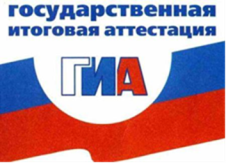 государственная
итоговая аттестация
ГИА